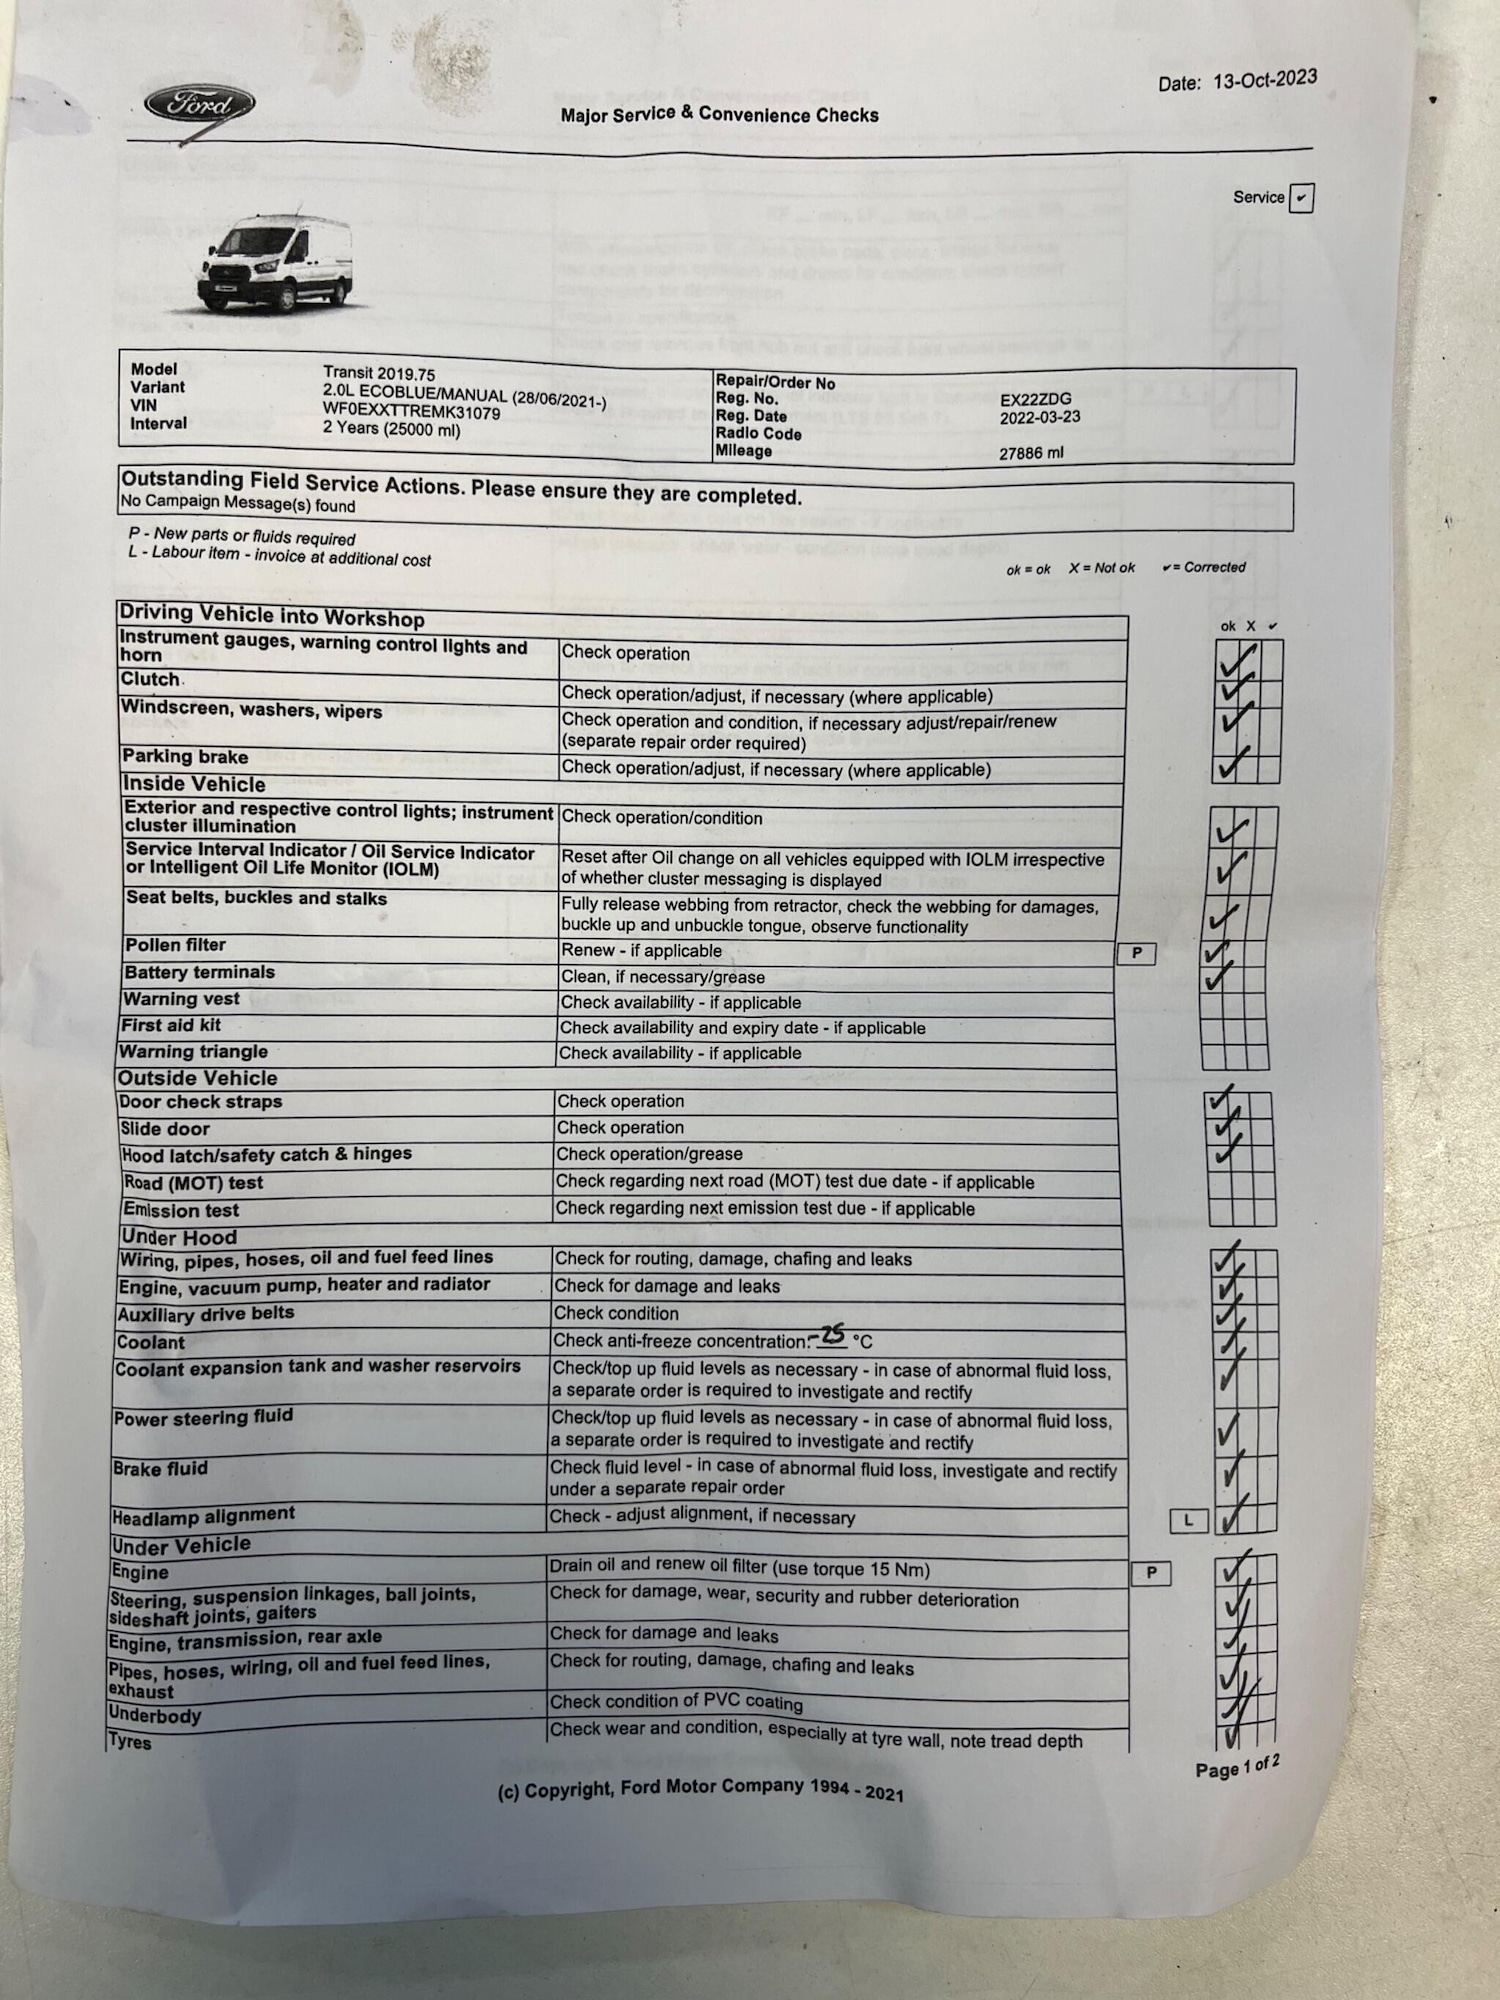 Ford
Date: 13-Oct-2023
Major Service & Convenience Checks
Service ✔
Model Transit 2019.75
Variant 2.0L ECOBLUE/MANUAL (28/06/2021-)
VIN WF0EXXTTREMK31079
Interval 2 Years (25000 ml)
Repair/Order No
Reg. No. EX22ZDG
Reg. Date 2022-03-23
Radio Code
Mileage 27886 ml
Outstanding Field Service Actions. Please ensure they are completed.
No Campaign Message(s) found
P - New parts or fluids required
L - Labour item - invoice at additional cost
ok = ok X = Not ok ✔ = Corrected
Driving Vehicle into Workshop
ok X ✔
Instrument gauges, warning control lights and
horn
Check operation
Clutch
Check operation/adjust, if necessary (where applicable)
Windscreen, washers, wipers
Check operation and condition, if necessary adjust/repair/renew
(separate repair order required)
Parking brake
Check operation/adjust, if necessary (where applicable)
Inside Vehicle
Exterior and respective control lights; instrument
cluster illumination
Check operation/condition
Service Interval Indicator / Oil Service Indicator
or Intelligent Oil Life Monitor (IOLM)
Reset after Oil change on all vehicles equipped with IOLM irrespective
of whether cluster messaging is displayed
Seat belts, buckles and stalks
Fully release webbing from retractor, check the webbing for damages,
buckle up and unbuckle tongue, observe functionality
Pollen filter
Renew - if applicable
P
Battery terminals
Clean, if necessary/grease
Warning vest
Check availability - if applicable
First aid kit
Check availability and expiry date - if applicable
Warning triangle
Check availability - if applicable
Outside Vehicle
Door check straps
Check operation
Slide door
Check operation
Hood latch/safety catch & hinges
Check operation/grease
Road (MOT) test
Check regarding next road (MOT) test due date - if applicable
Emission test
Check regarding next emission test due - if applicable
Under Hood
Wiring, pipes, hoses, oil and fuel feed lines
Check for routing, damage, chafing and leaks
Engine, vacuum pump, heater and radiator
Check for damage and leaks
Auxiliary drive belts
Check condition
Coolant
Check anti-freeze concentration: -25 °C
Coolant expansion tank and washer reservoirs
Check/top up fluid levels as necessary - in case of abnormal fluid loss,
a separate order is required to investigate and rectify
Power steering fluid
Check/top up fluid levels as necessary - in case of abnormal fluid loss,
a separate order is required to investigate and rectify
Brake fluid
Check fluid level - in case of abnormal fluid loss, investigate and rectify
under a separate repair order
Headlamp alignment
Check - adjust alignment, if necessary
L
Under Vehicle
Engine
Drain oil and renew oil filter (use torque 15 Nm)
P
Steering, suspension linkages, ball joints,
sideshaft joints, gaiters
Check for damage, wear, security and rubber deterioration
Engine, transmission, rear axle
Check for damage and leaks
Pipes, hoses, wiring, oil and fuel feed lines,
exhaust
Check for routing, damage, chafing and leaks
Underbody
Check condition of PVC coating
Tyres
Check wear and condition, especially at tyre wall, note tread depth
Page 1 of 2
(c) Copyright, Ford Motor Company 1994 - 2021